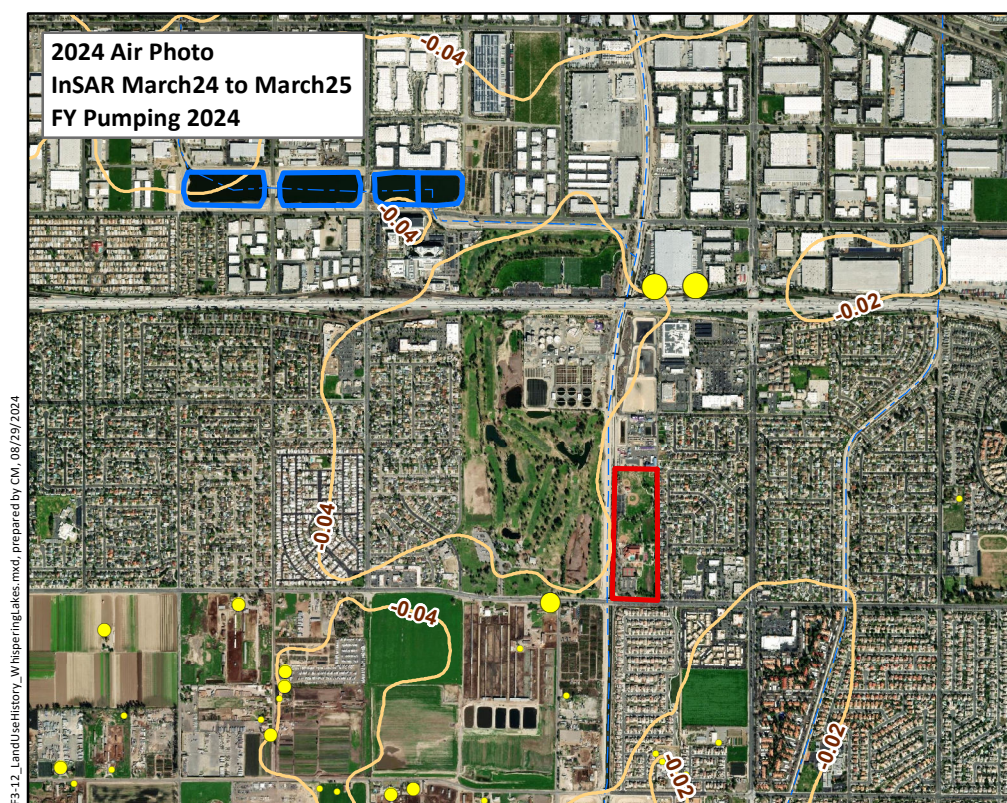 2024 Air Photo
InSAR March24 to March25
FY Pumping 2024
-0.04
-0.04
-0.02
-0.04
-0.04
-0.02
-0.02
F3-12_LandUseHistory_WhisperingLakes.mxd, prepared by CM, 08/29/2024